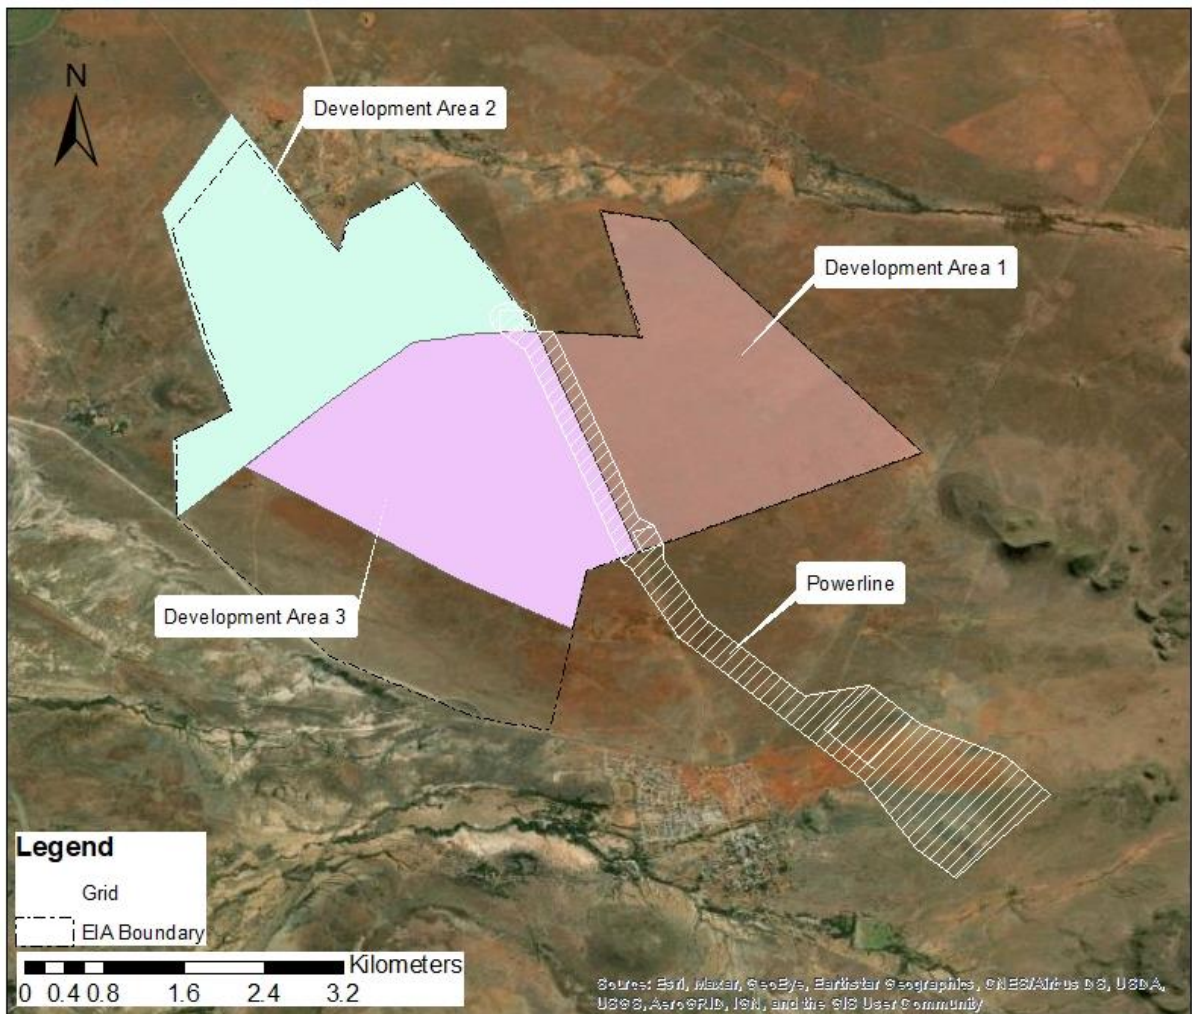 N
Development Area 2
Development Area 1
Powerline
Development Area 3
Legend
Grid
EIA Boundary
Kilometers
0 0.4 0.8 1.6 2.4 3.2
Source: Esri, Maxar, GeoEye, Earthstar Geographics, CNES/Airbus DS, USDA,
USGS, AeroGRID, IGN, and the GIS User Community